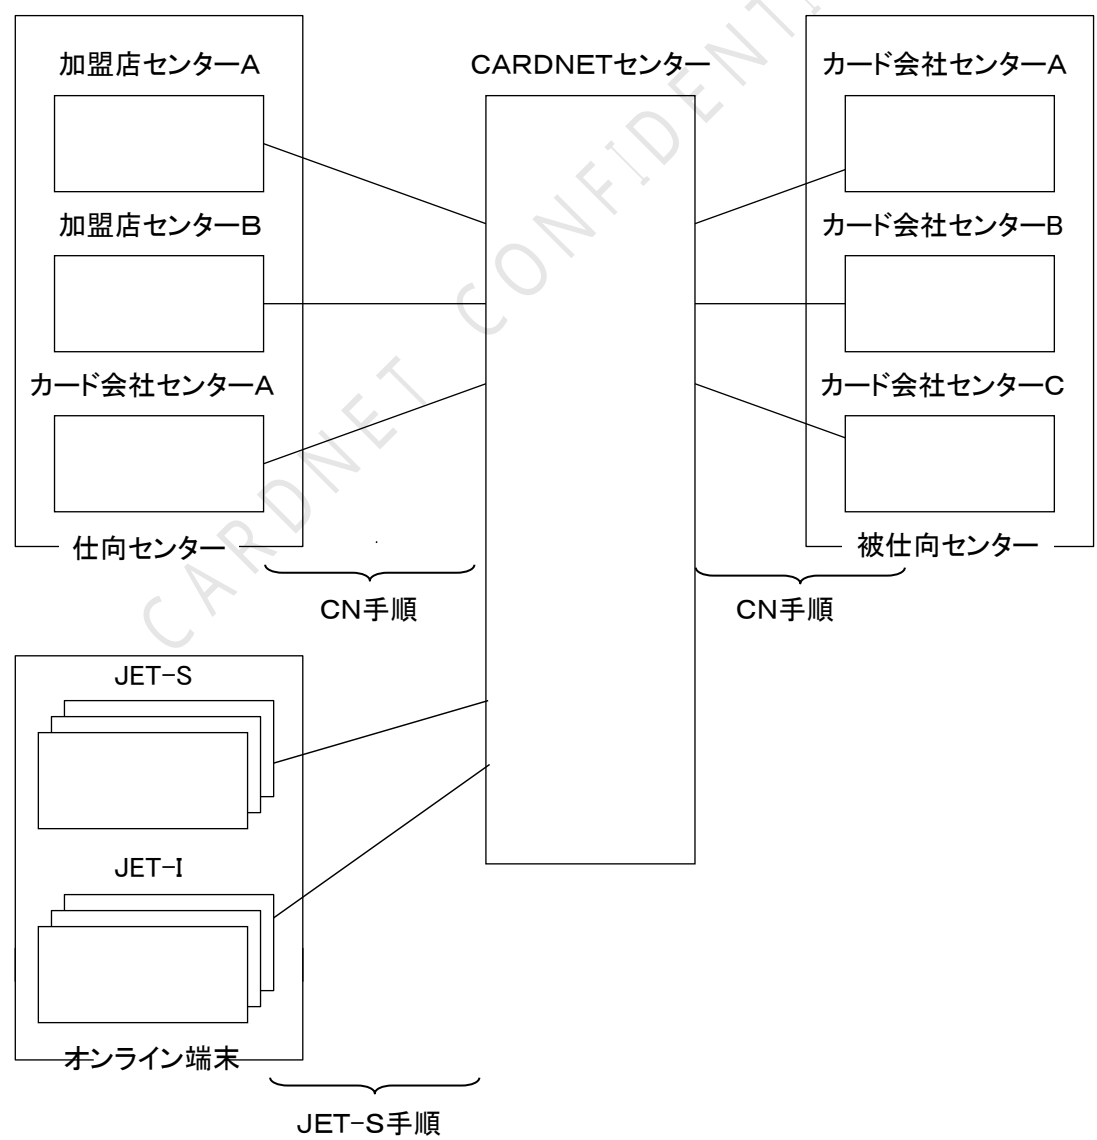 加盟店センターA
CARDNETセンター
カード会社センターA
加盟店センターB
カード会社センターB
カード会社センターA
カード会社センターC
仕向センター
被仕向センター
CN手順
CN手順
JET-S
JET-I
オンライン端末
JET-S手順
CARDNET CONFIDENTI